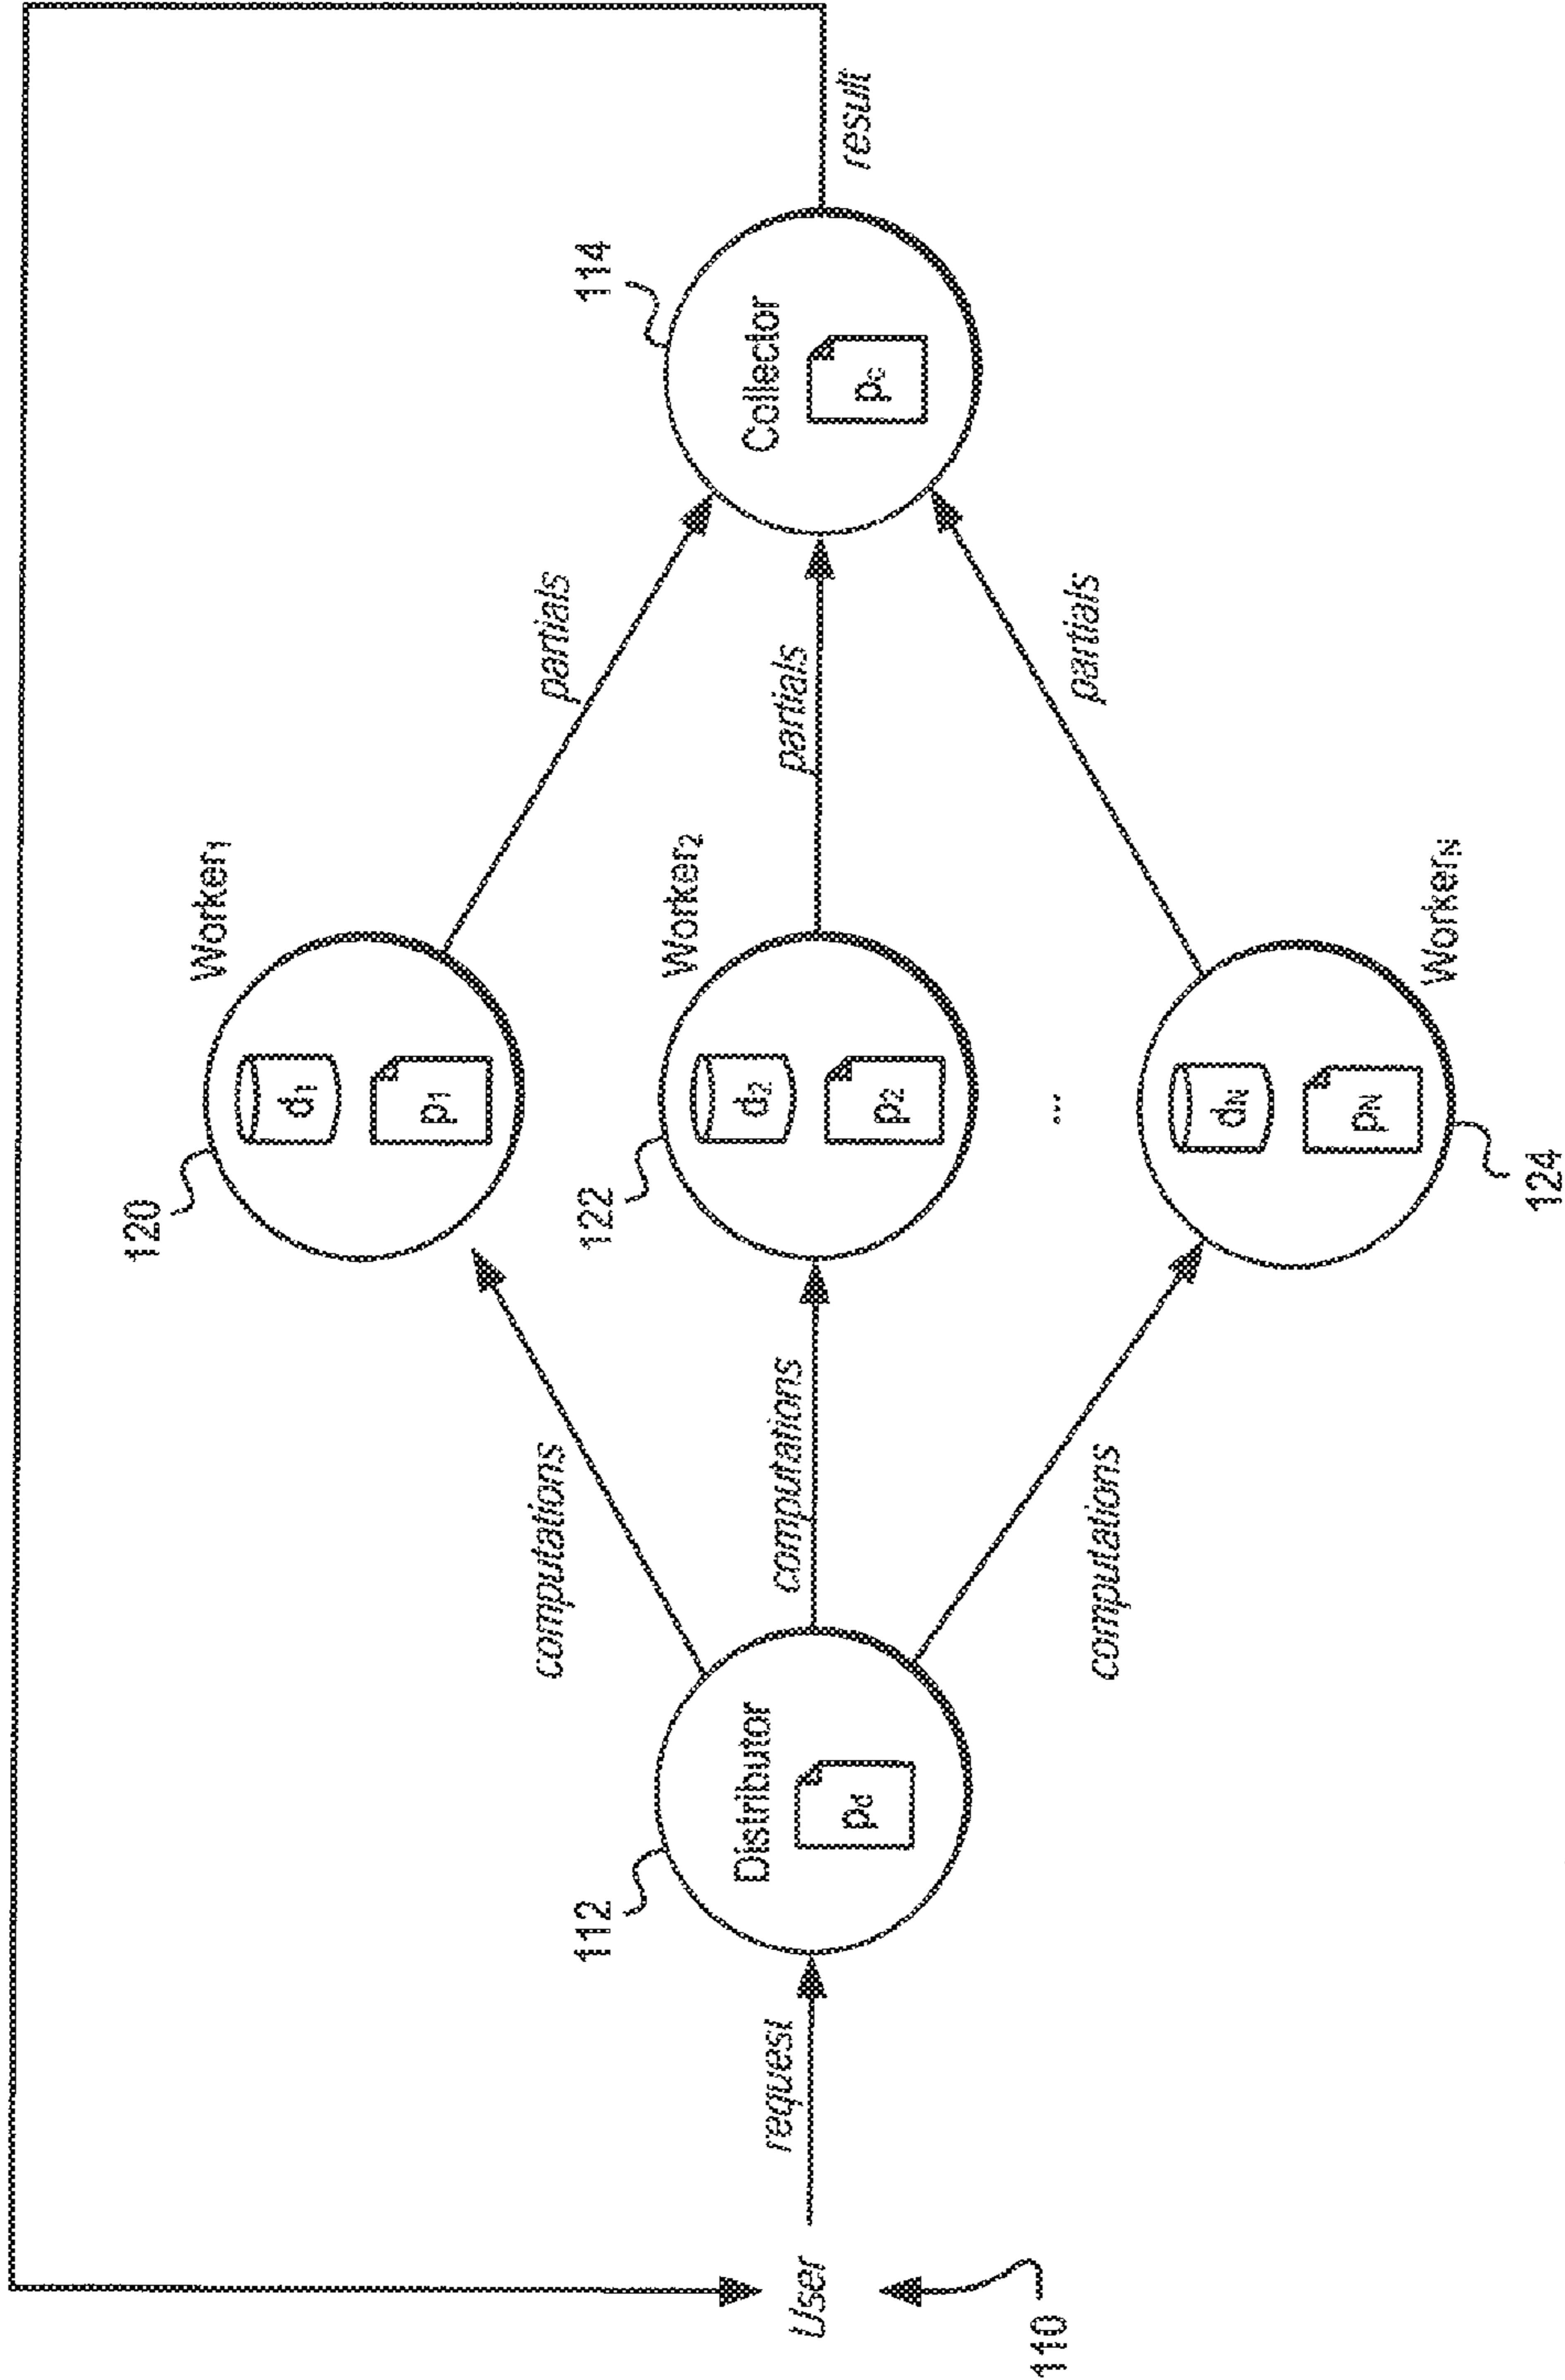 110
User
request
112
Distributor
pd
computations
computations
computations
120
Worker1
d1
p1
122
Worker2
d2
p2
...
124
WorkerN
dN
pN
partials
partials
partials
114
Collector
pc
result